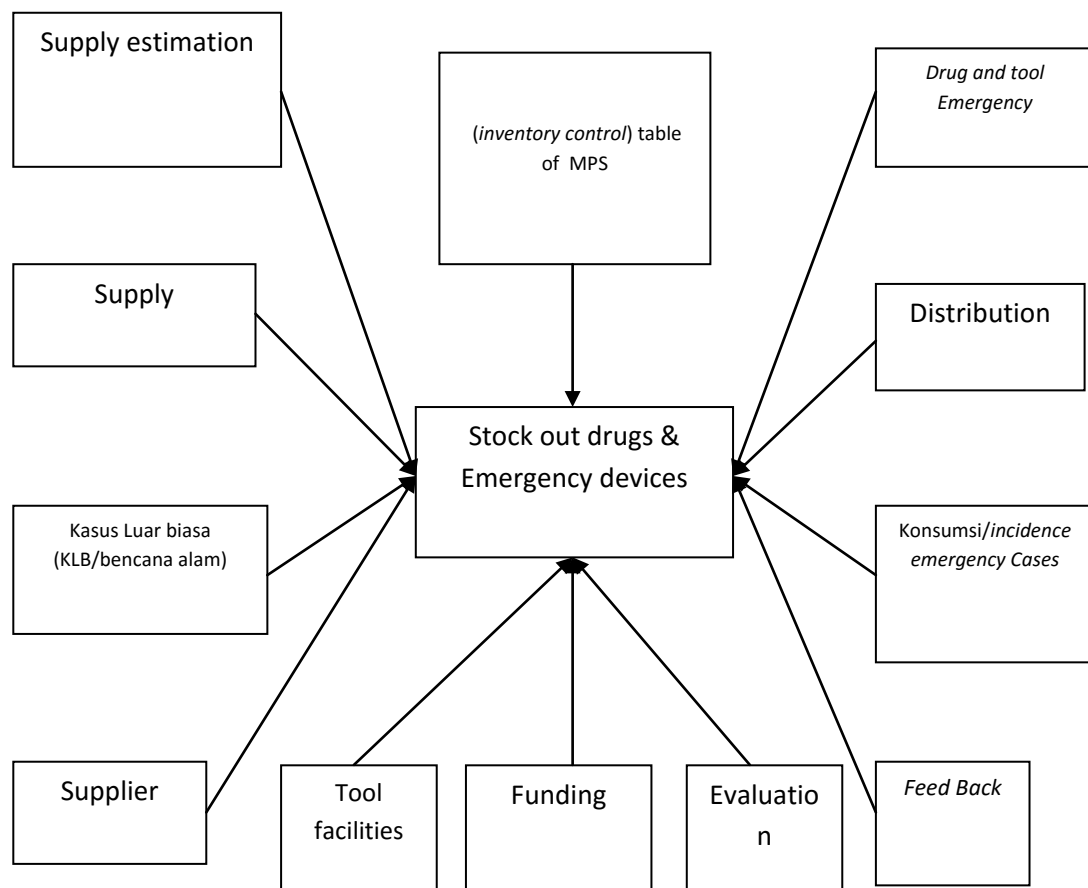 Supply estimation
(inventory control) table
of MPS
Drug and tool
Emergency
Supply
Distribution
Stock out drugs &
Emergency devices
Kasus Luar biasa
(KLB/bencana alam)
Konsumsi/incidence
emergency Cases
Supplier
Tool
facilities
Funding
Evaluatio
n
Feed Back